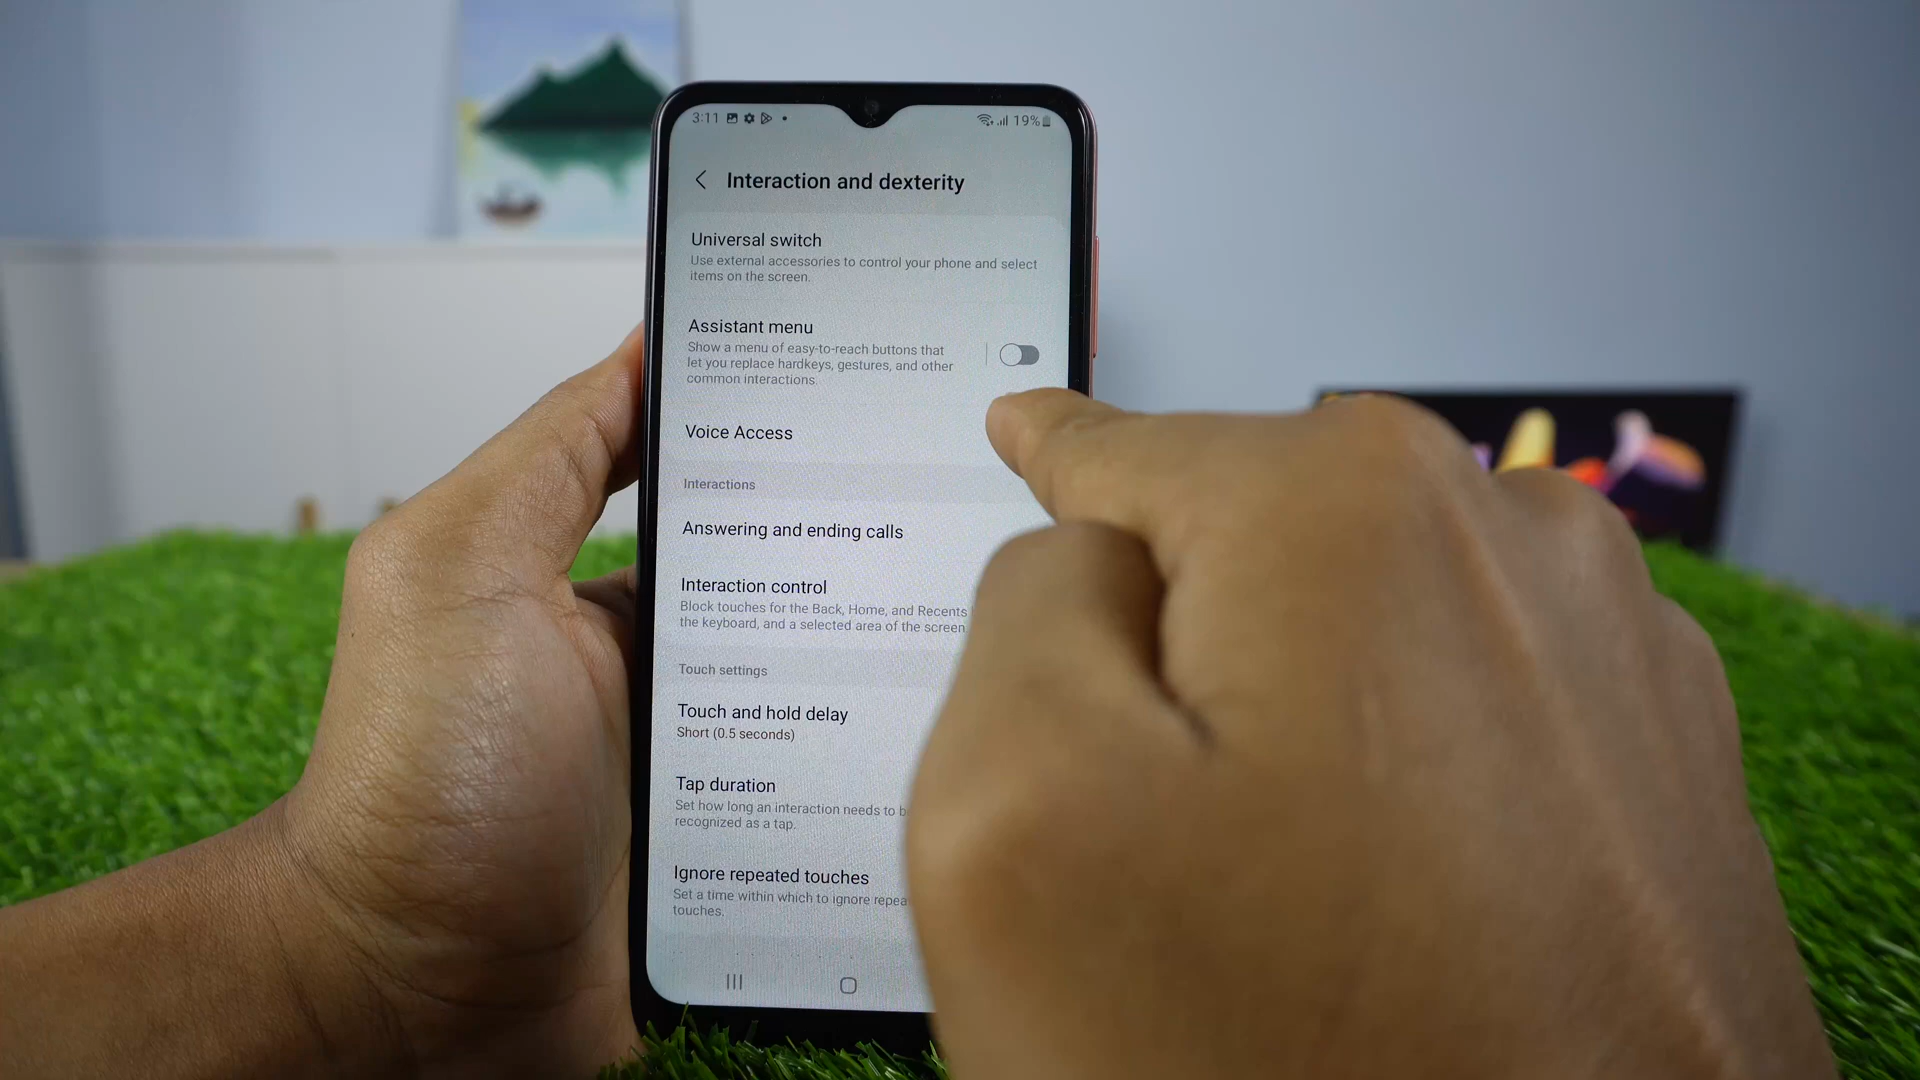 3:11
19%
Interaction and dexterity
Universal switch
Use external accessories to control your phone and select
items on the screen.
Assistant menu
Show a menu of easy-to-reach buttons that
let you replace hardkeys, gestures, and other
common interactions.
Voice Access
Interactions
Answering and ending calls
Interaction control
Block touches for the Back, Home, and Recents
the keyboard, and a selected area of the screen.
Touch settings
Touch and hold delay
Short (0.5 seconds)
Tap duration
Set how long an interaction needs to
recognized as a tap.
Ignore repeated touches
Set a time within which to ignore
touches.